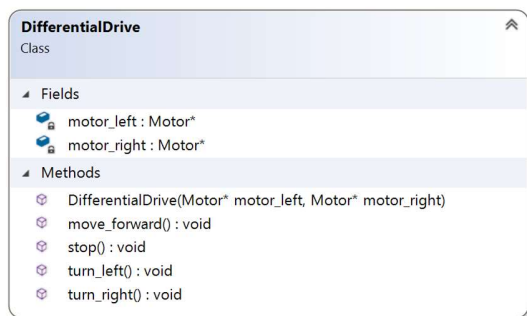 DifferentialDrive
Class
Fields
motor_left : Motor*
motor_right : Motor*
Methods
DifferentialDrive(Motor* motor_left, Motor* motor_right)
move_forward() : void
stop() : void
turn_left() : void
turn_right() : void